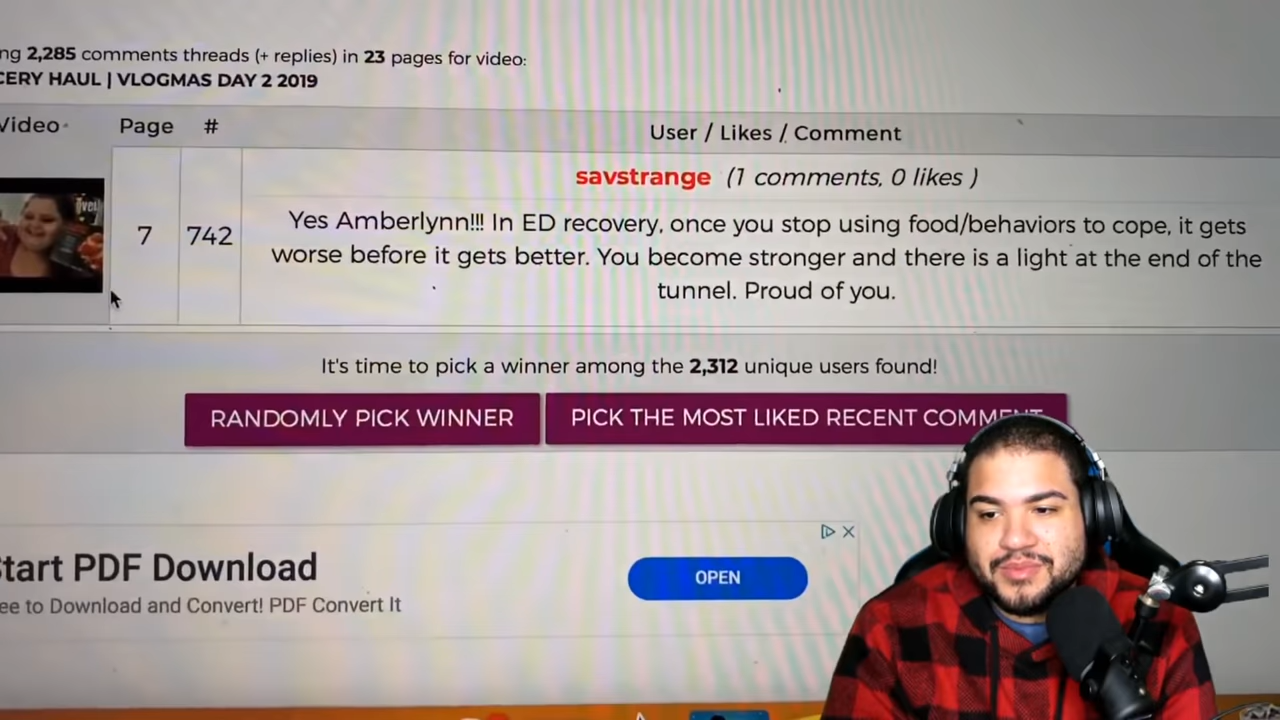 ng 2,285 comments threads (+ replies) in 23 pages for video:
CERY HAUL | VLOGMAS DAY 2 2019
Video
Page
#
User / Likes / Comment
savstrange (1 comments, 0 likes )
7
742
Yes Amberlynn!!! In ED recovery, once you stop using food/behaviors to cope, it gets
worse before it gets better. You become stronger and there is a light at the end of the
tunnel. Proud of you.
It's time to pick a winner among the 2,312 unique users found!
RANDOMLY PICK WINNER
PICK THE MOST LIKED RECENT COMMENT
tart PDF Download
ee to Download and Convert! PDF Convert It
OPEN